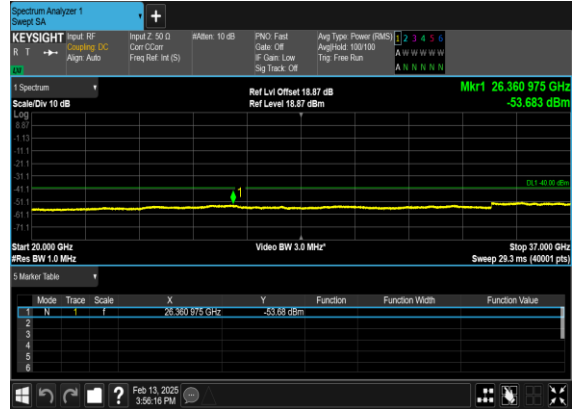 Spectrum Analyzer 1
Swept SA
+
KEYSIGHT
R T
LW
Input: RF
Coupling: DC
Align: Auto
Input Z: 50 Ω
Corr CCorr
Freq Ref: Int (S)
#Atten: 10 dB
PNO: Fast
Gate: Off
IF Gain: Low
Sig Track: Off
Avg Type: Power (RMS)
Avg|Hold: 100/100
Trig: Free Run
1 2 3 4 5 6
A W W W W W
A N N N N N
1 Spectrum
Scale/Div 10 dB
Log
Ref Lvl Offset 18.87 dB
Ref Level 18.87 dBm
Mkr1 26.360 975 GHz
-53.683 dBm
8.87
-1.13
-11.1
-21.1
-31.1
-41.1
-51.1
-61.1
-71.1
DL1 -40.00 dBm
1
Start 20.000 GHz
#Res BW 1.0 MHz
Video BW 3.0 MHz*
Stop 37.000 GHz
Sweep 29.3 ms (40001 pts)
5 Marker Table
Mode Trace Scale X Y Function Function Width Function Value
1 N 1 f 26.360 975 GHz -53.68 dBm
2
3
4
5
6
?
Feb 13, 2025
3:56:16 PM